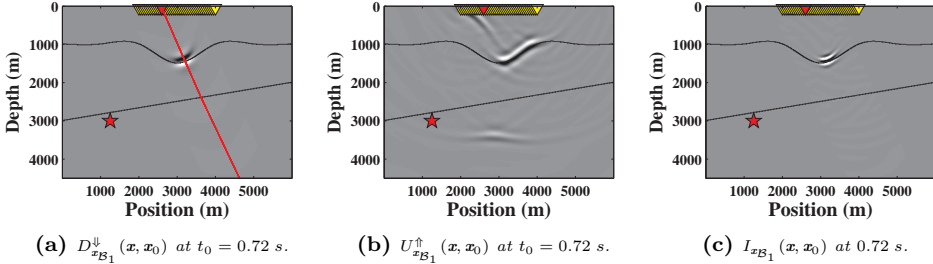 0
1000
2000
3000
4000
Depth (m)
1000 2000 3000 4000 5000
Position (m)
(a) D⇓x_B₁ (x, x₀) at t₀ = 0.72 s.
0
1000
2000
3000
4000
Depth (m)
1000 2000 3000 4000 5000
Position (m)
(b) U⇑x_B₁ (x, x₀) at t₀ = 0.72 s.
0
1000
2000
3000
4000
Depth (m)
1000 2000 3000 4000 5000
Position (m)
(c) Ix_B₁ (x, x₀) at 0.72 s.